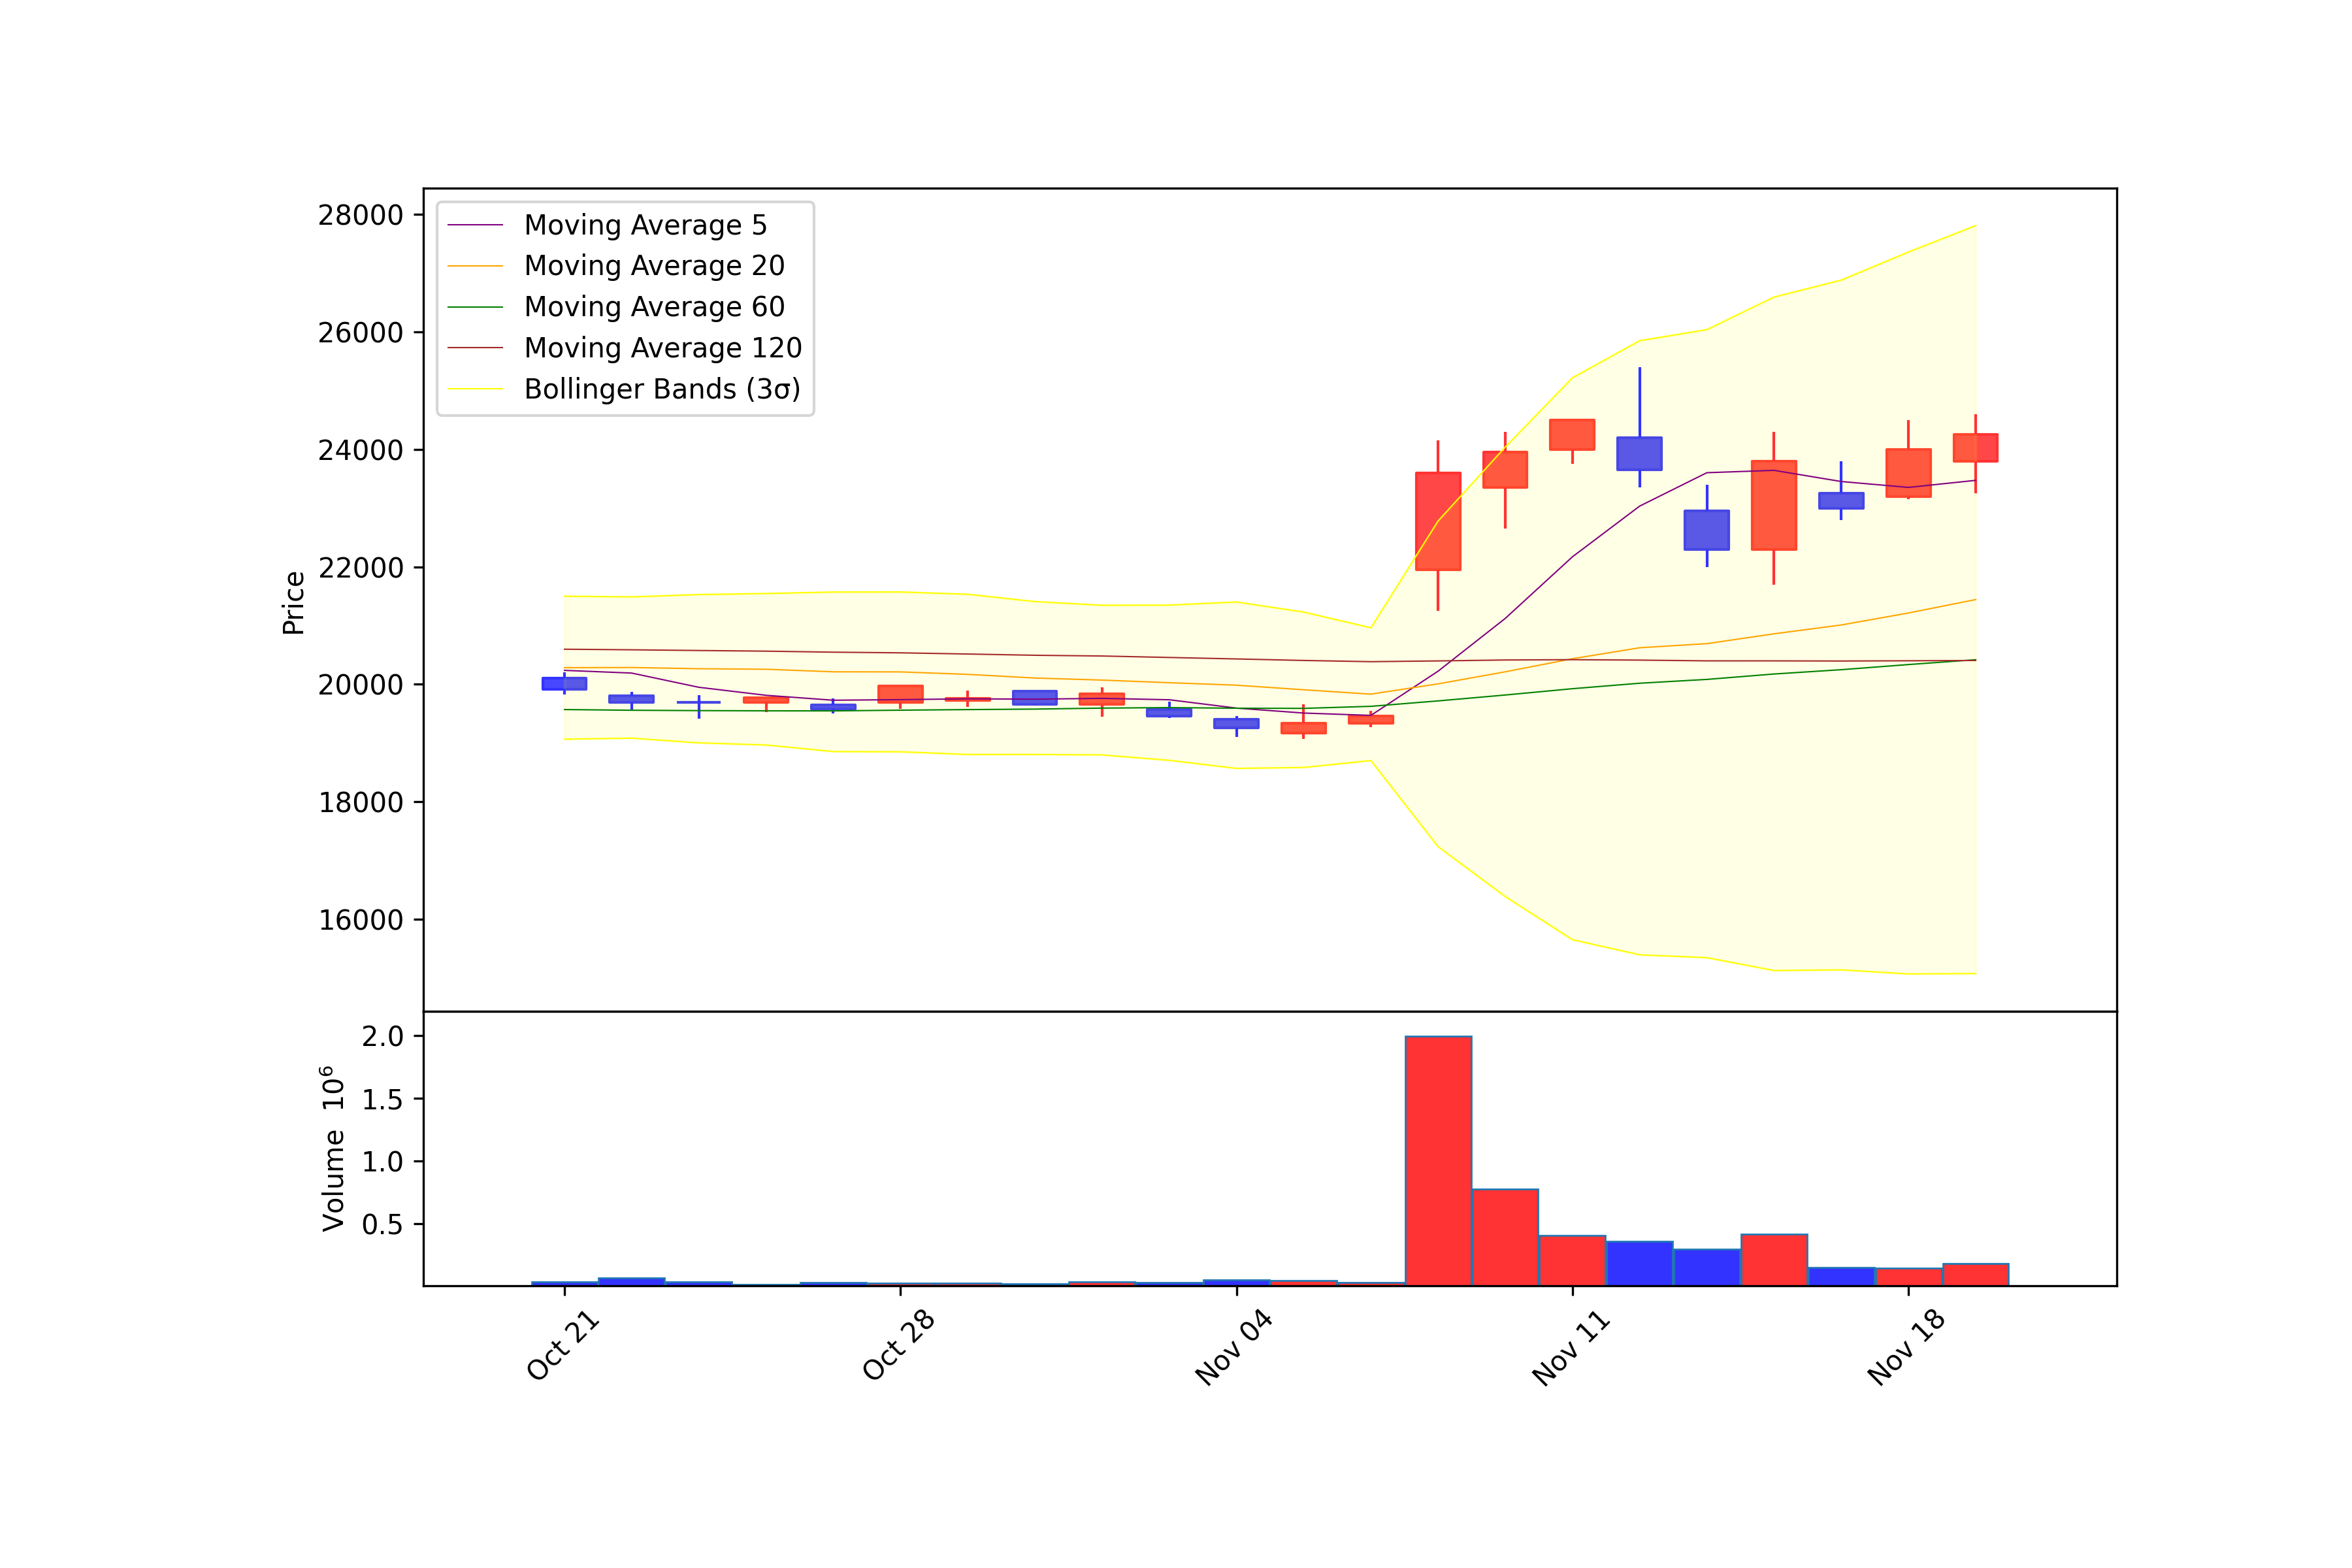 Moving Average 5
Moving Average 20
Moving Average 60
Moving Average 120
Bollinger Bands (3σ)
Price
28000
26000
24000
22000
20000
18000
16000
Volume 10⁶
2.0
1.5
1.0
0.5
Oct 21
Oct 28
Nov 04
Nov 11
Nov 18